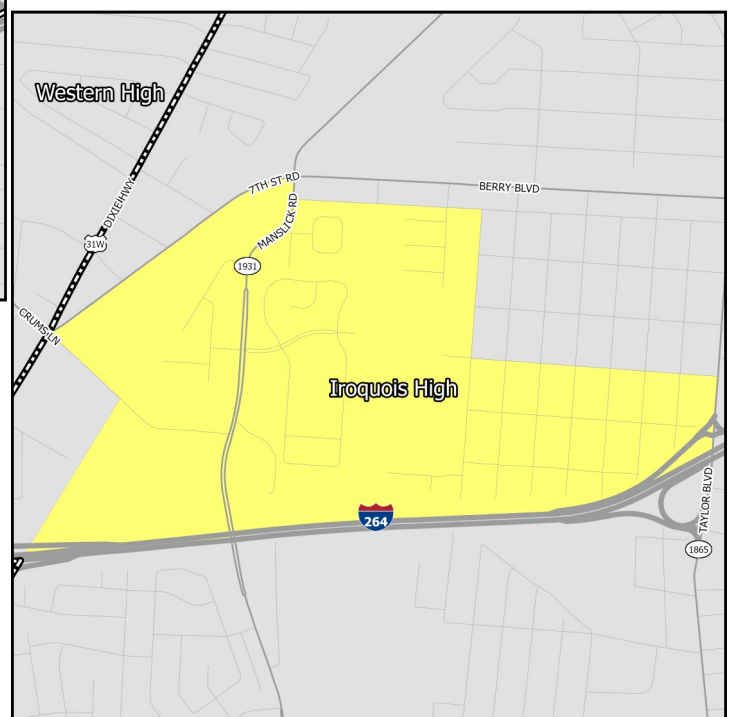 Western High
7TH ST RD
BERRY BLVD
DIXIE HWY
MANSLICK RD
31W
1931
CRUMS LN
Iroquois High
264
TAYLOR BLVD
1865